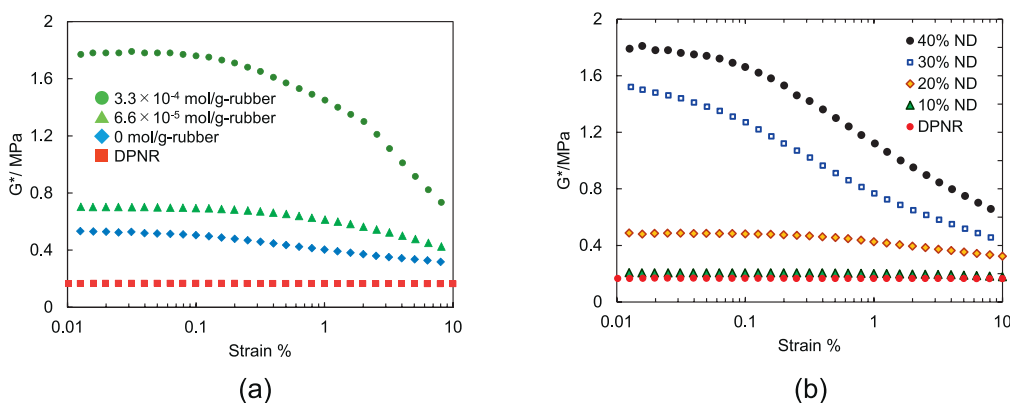 2
1.6
1.2
0.8
0.4
0
G*/ MPa
3.3×10⁻⁴ mol/g-rubber
6.6×10⁻⁵ mol/g-rubber
0 mol/g-rubber
DPNR
0.01
0.1
1
10
Strain %
(a)
2
1.6
1.2
0.8
0.4
0
G*/MPa
40% ND
30% ND
20% ND
10% ND
DPNR
0.01
0.1
1
10
Strain %
(b)